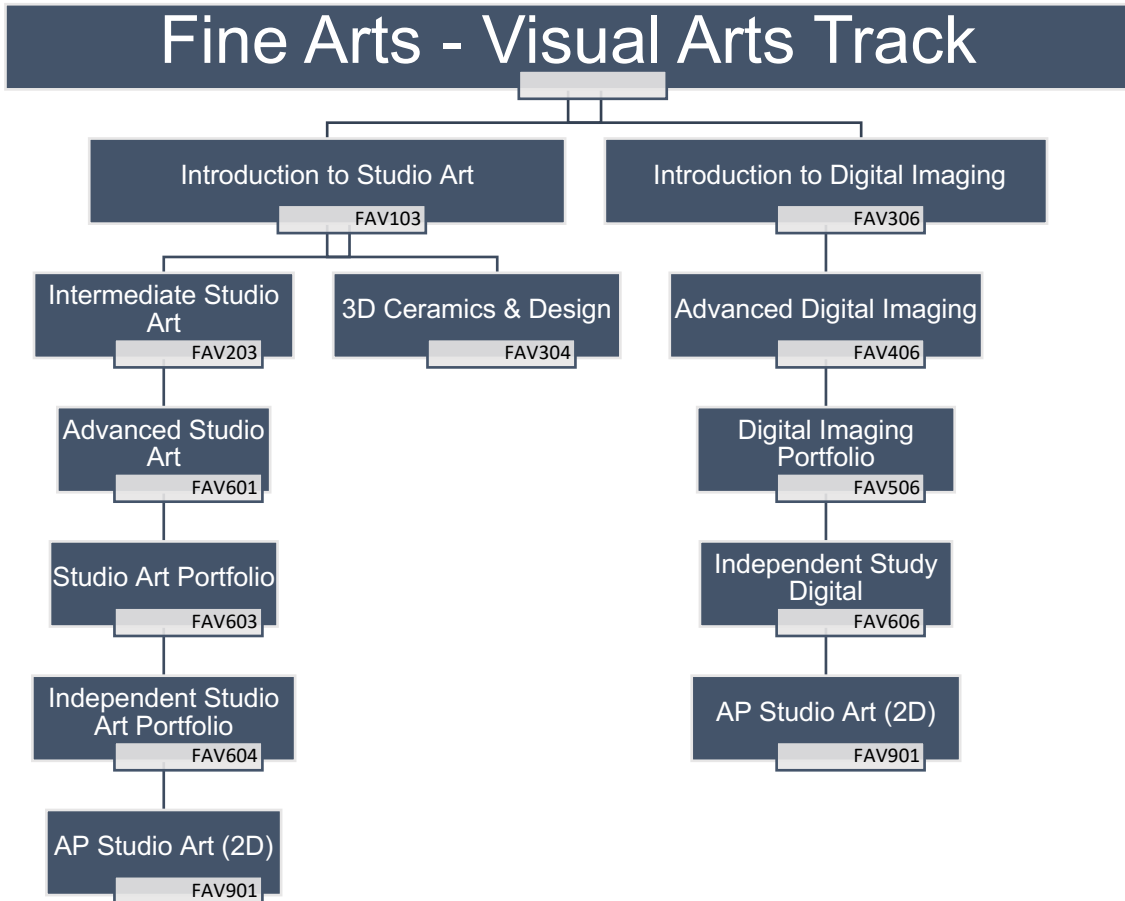 Fine Arts - Visual Arts Track
Introduction to Studio Art
FAV103
Introduction to Digital Imaging
FAV306
Intermediate Studio
Art
FAV203
3D Ceramics & Design
FAV304
Advanced Digital Imaging
FAV406
Advanced Studio
Art
FAV601
Digital Imaging
Portfolio
FAV506
Studio Art Portfolio
FAV603
Independent Study
Digital
FAV606
Independent Studio
Art Portfolio
FAV604
AP Studio Art (2D)
FAV901
AP Studio Art (2D)
FAV901